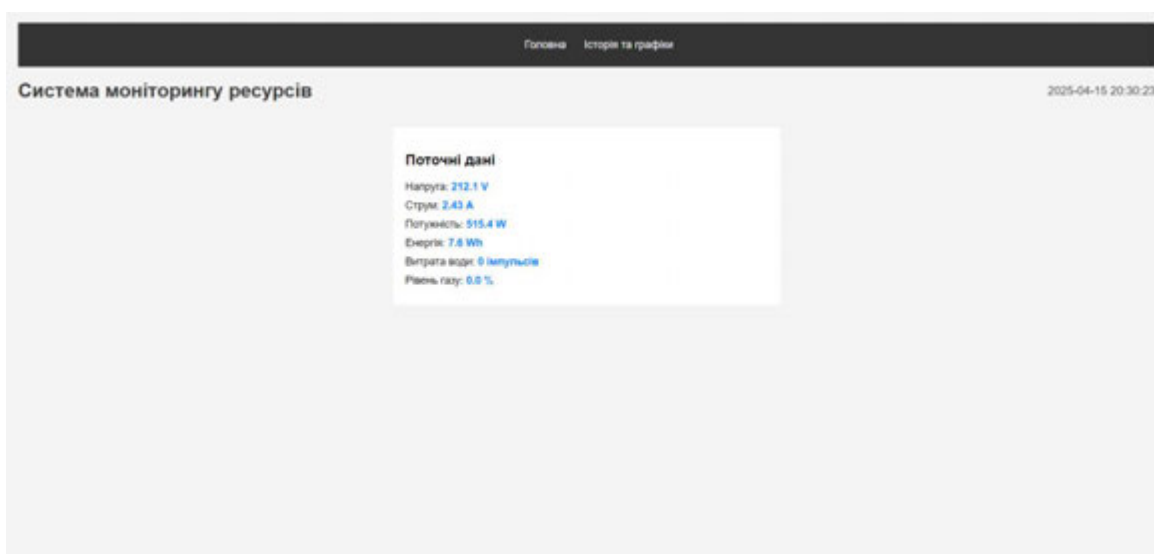 Головна Історія та графіки
Система моніторингу ресурсів
2025-04-15 20:30:23
Поточні дані
Напруга: 212.1 V
Струм: 2.43 A
Потужність: 515.4 W
Енергія: 7.6 Wh
Витрата води: 0 імпульсів
Рівень газу: 0.0 %